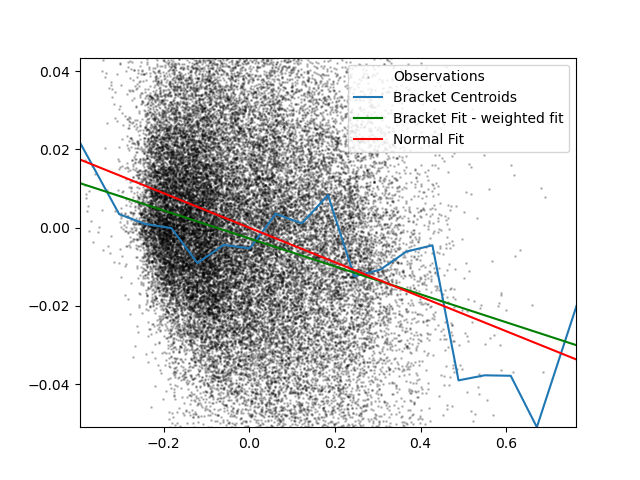 Observations
Bracket Centroids
Bracket Fit - weighted fit
Normal Fit
0.04
0.02
0.00
−0.02
−0.04
−0.2 0.0 0.2 0.4 0.6